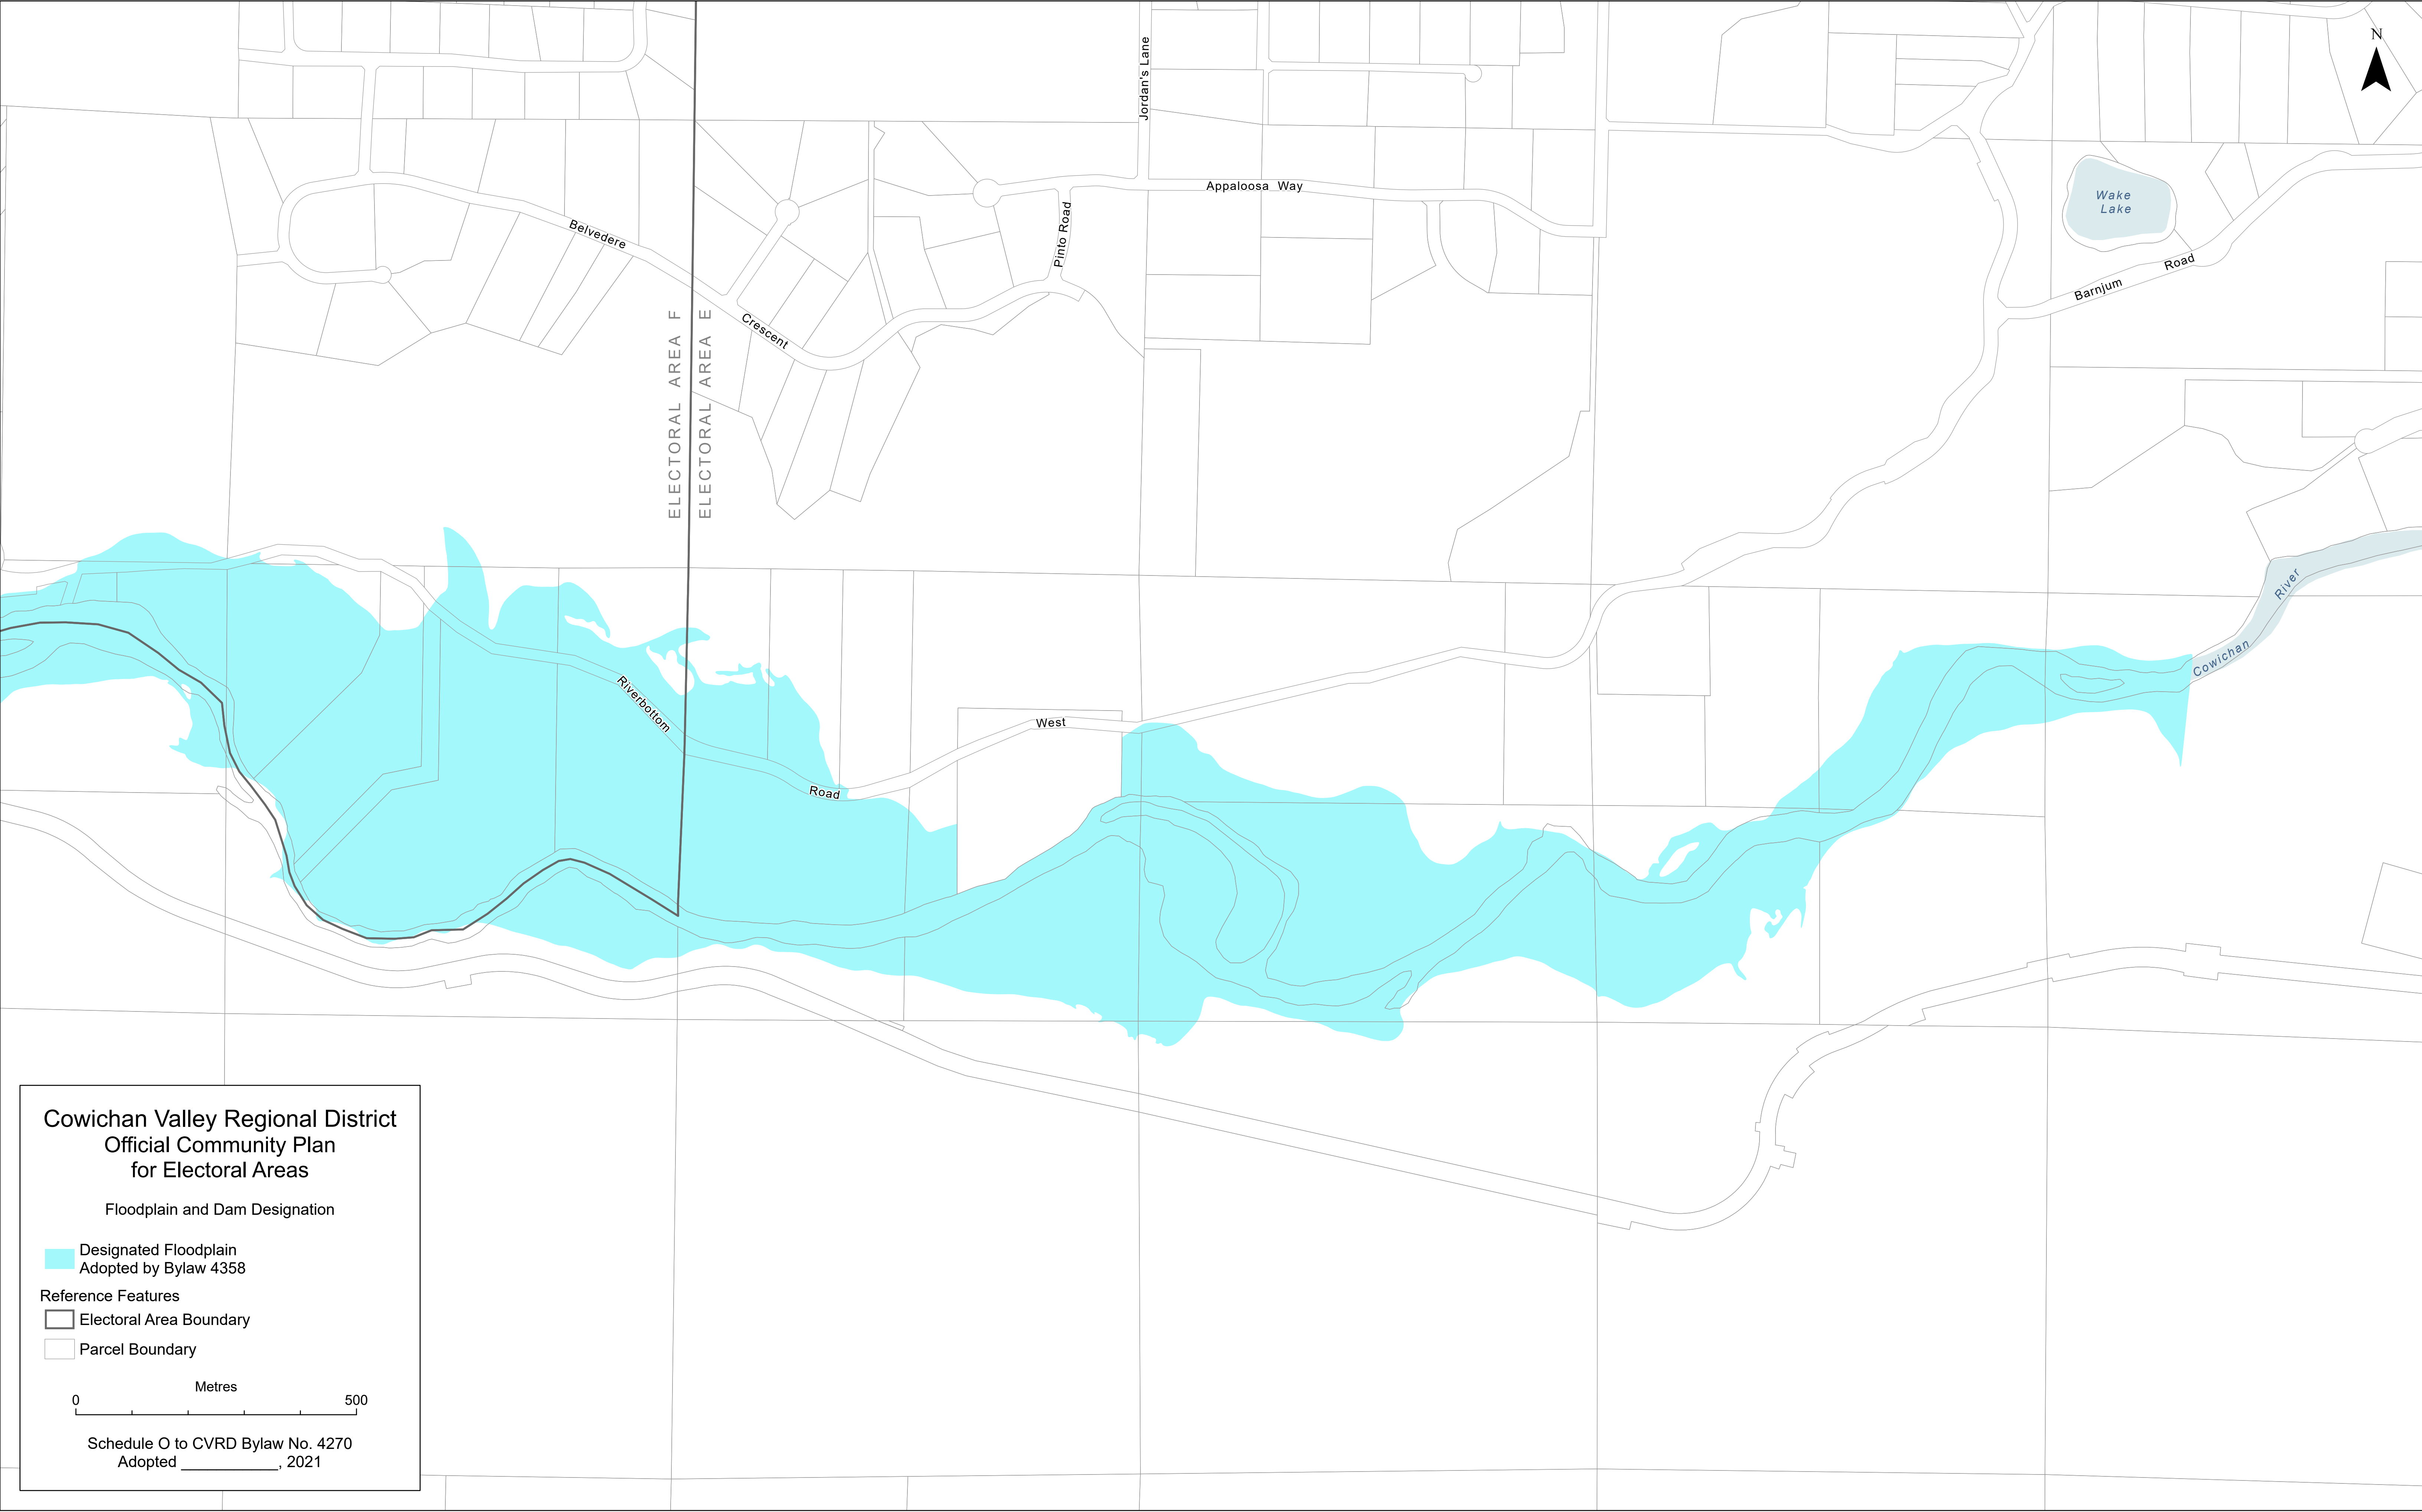 N
Jordan's Lane
Appaloosa Way
Wake
Lake
Pinto Road
Belvedere
Crescent
Barnjum
Road
ELECTORAL AREA F
ELECTORAL AREA E
Cowichan
River
Riverbottom
Road
West
Cowichan Valley Regional District
Official Community Plan
for Electoral Areas
Floodplain and Dam Designation
Designated Floodplain
Adopted by Bylaw 4358
Reference Features
Electoral Area Boundary
Parcel Boundary
Metres
0 500
Schedule O to CVRD Bylaw No. 4270
Adopted ____________, 2021